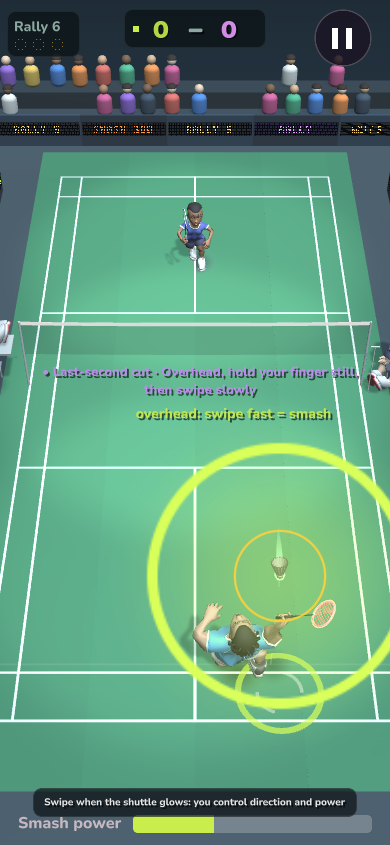 Rally 6
0 – 0
• Last-second cut · Overhead, hold your finger still,
then swipe slowly
overhead: swipe fast = smash
Swipe when the shuttle glows: you control direction and power
Smash power